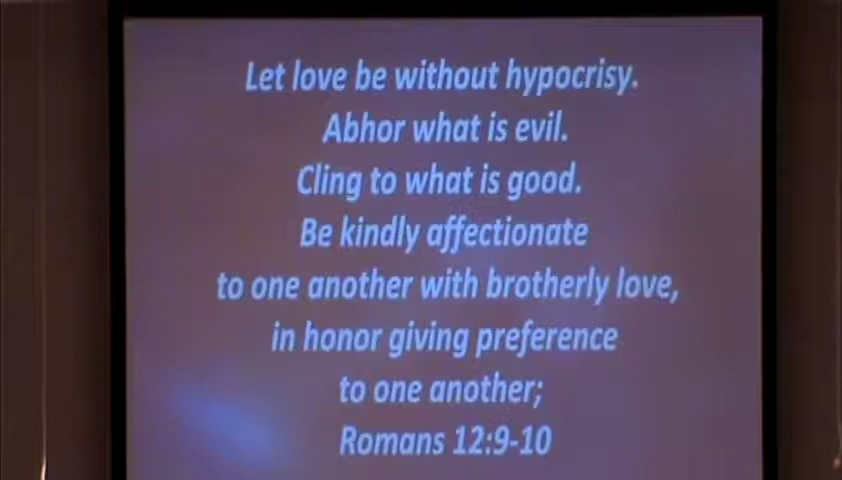 Let love be without hypocrisy.
Abhor what is evil.
Cling to what is good.
Be kindly affectionate
to one another with brotherly love,
in honor giving preference
to one another;
Romans 12:9-10